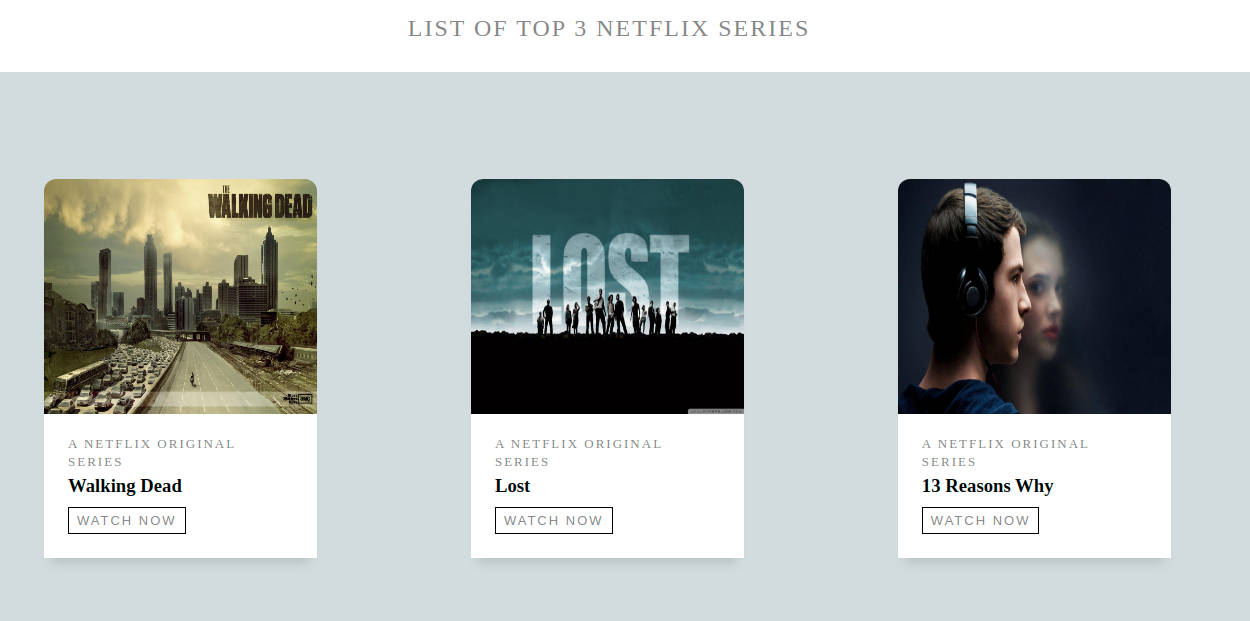 LIST OF TOP 3 NETFLIX SERIES
THE
WALKING DEAD
LOST
A NETFLIX ORIGINAL
SERIES
Walking Dead
WATCH NOW
A NETFLIX ORIGINAL
SERIES
Lost
WATCH NOW
A NETFLIX ORIGINAL
SERIES
13 Reasons Why
WATCH NOW